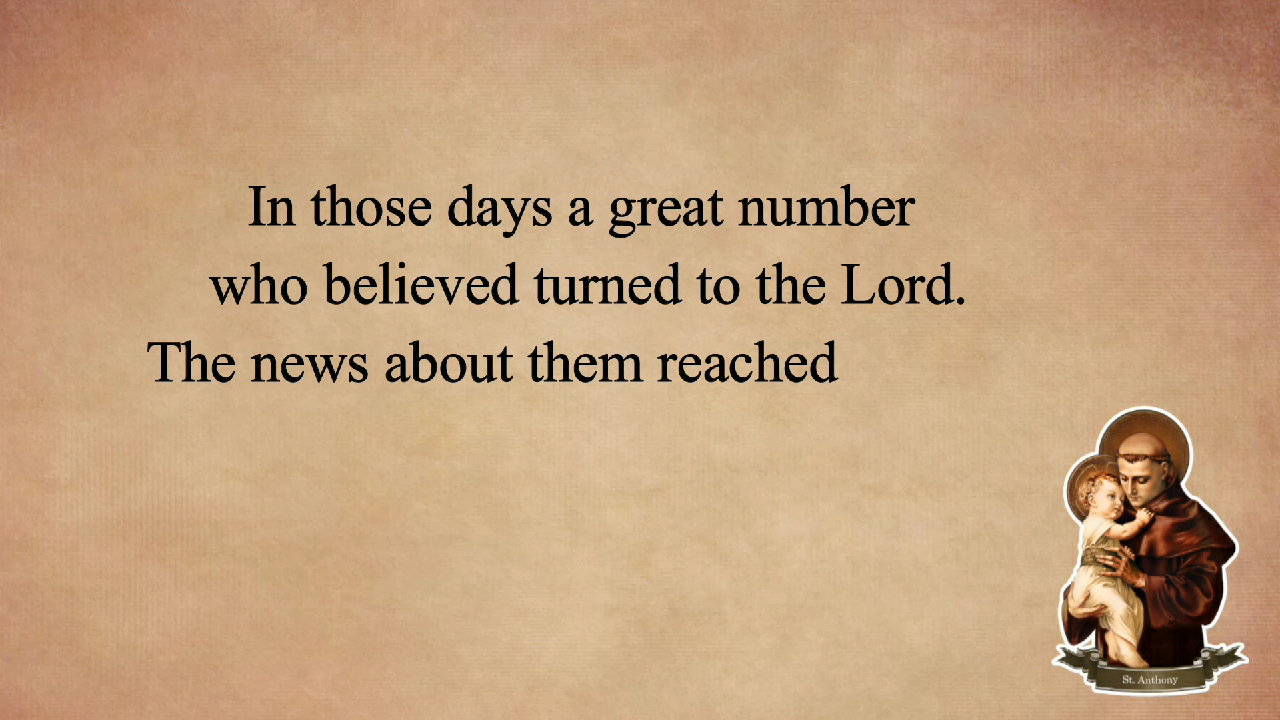 In those days a great number
who believed turned to the Lord.
The news about them reached
St. Anthony